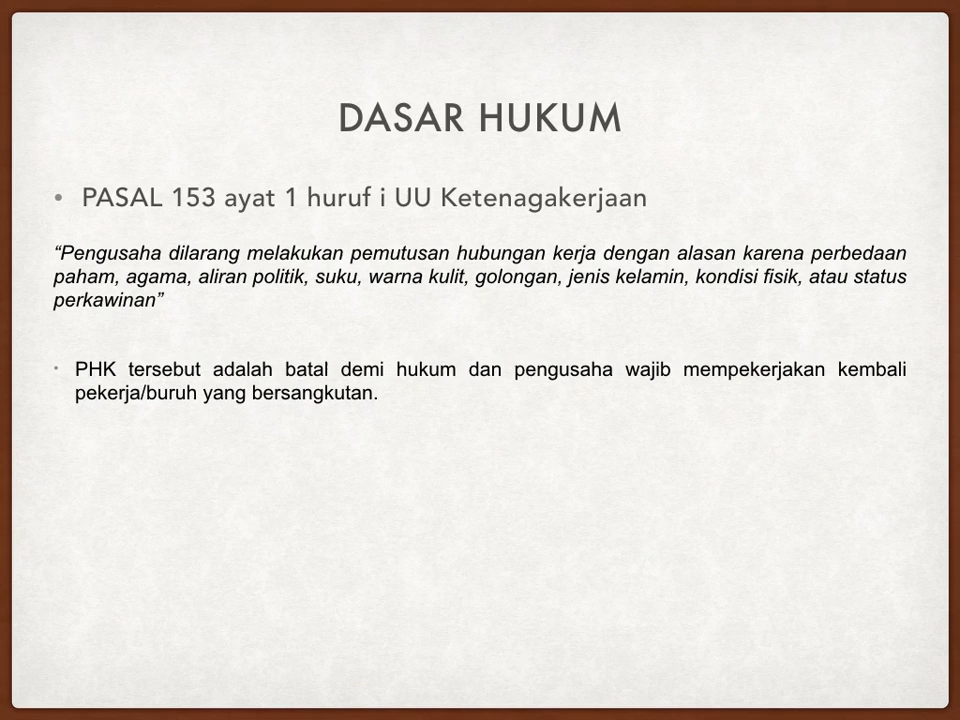 DASAR HUKUM
• PASAL 153 ayat 1 huruf i UU Ketenagakerjaan
“Pengusaha dilarang melakukan pemutusan hubungan kerja dengan alasan karena perbedaan
paham, agama, aliran politik, suku, warna kulit, golongan, jenis kelamin, kondisi fisik, atau status
perkawinan”
• PHK tersebut adalah batal demi hukum dan pengusaha wajib mempekerjakan kembali
pekerja/buruh yang bersangkutan.